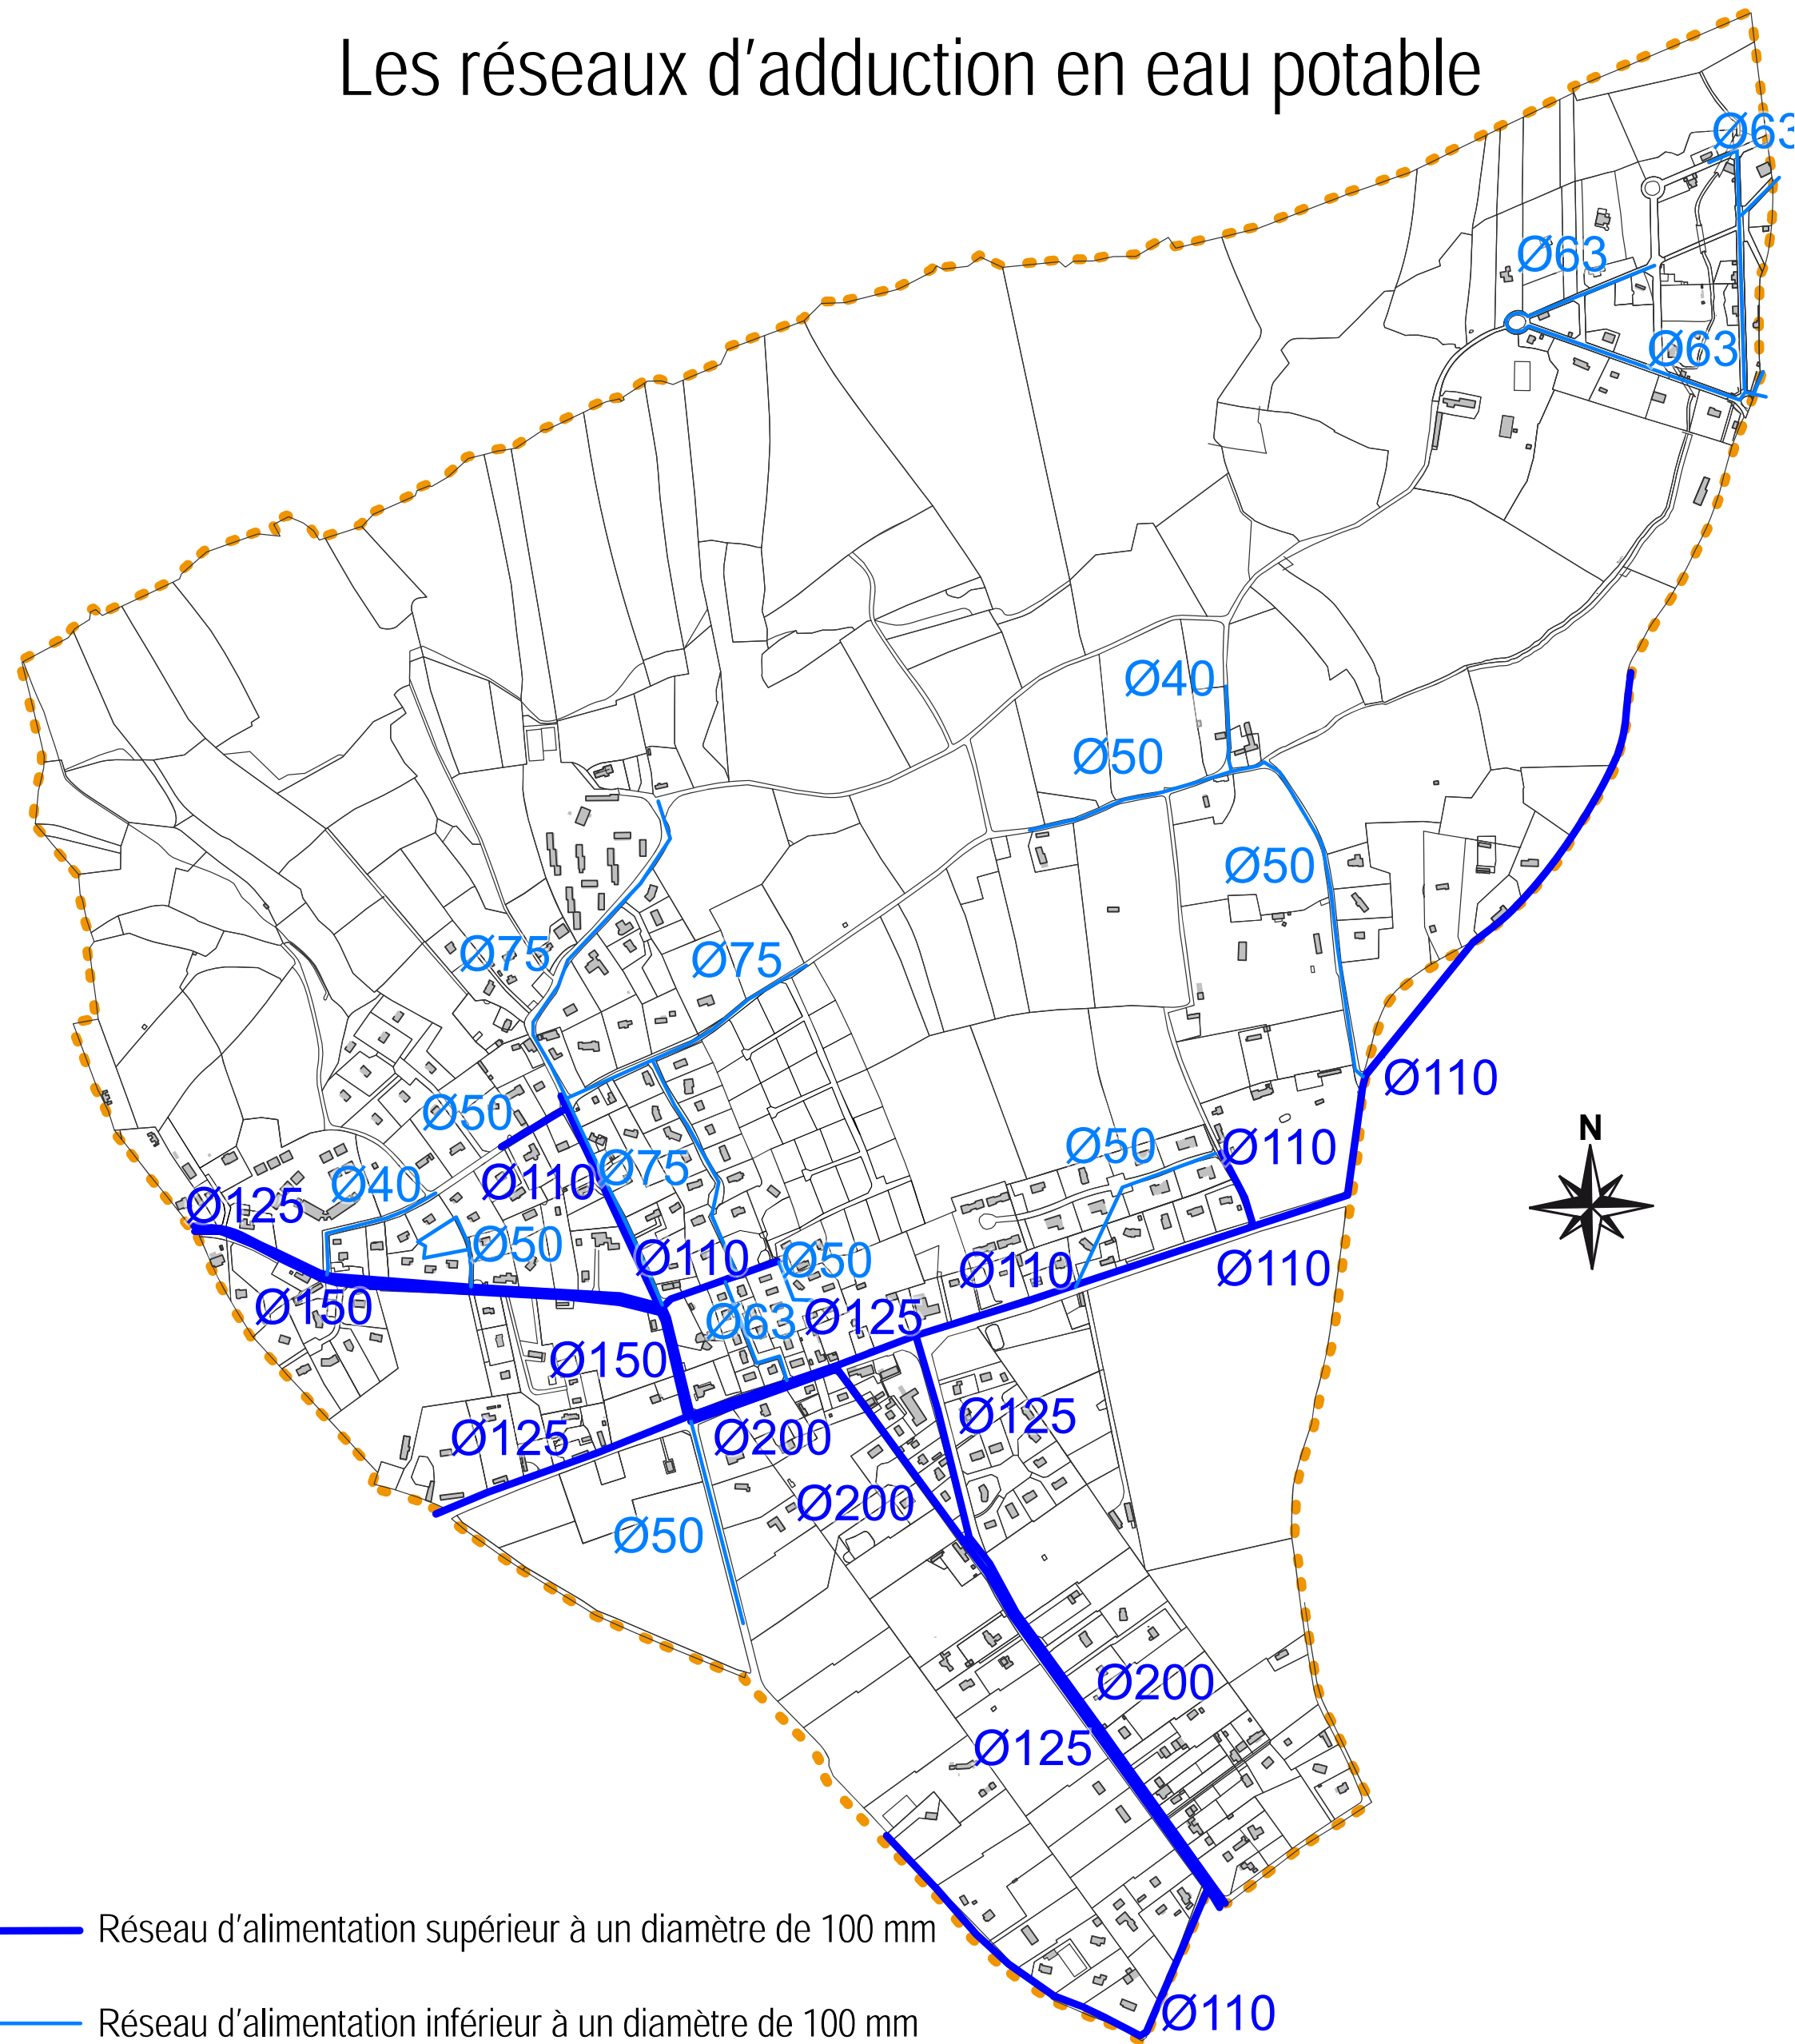 Les réseaux d'adduction en eau potable
Ø63
Ø63
Ø63
Ø40
Ø50
Ø50
Ø75
Ø75
Ø110
Ø50
N
Ø50
Ø110
Ø75
Ø110
Ø40
Ø125
Ø50
Ø110
Ø50
Ø110
Ø110
Ø150
Ø63
Ø125
Ø150
Ø125
Ø125
Ø200
Ø200
Ø50
Ø200
Ø125
Réseau d'alimentation supérieur à un diamètre de 100 mm
Ø110
Réseau d'alimentation inférieur à un diamètre de 100 mm